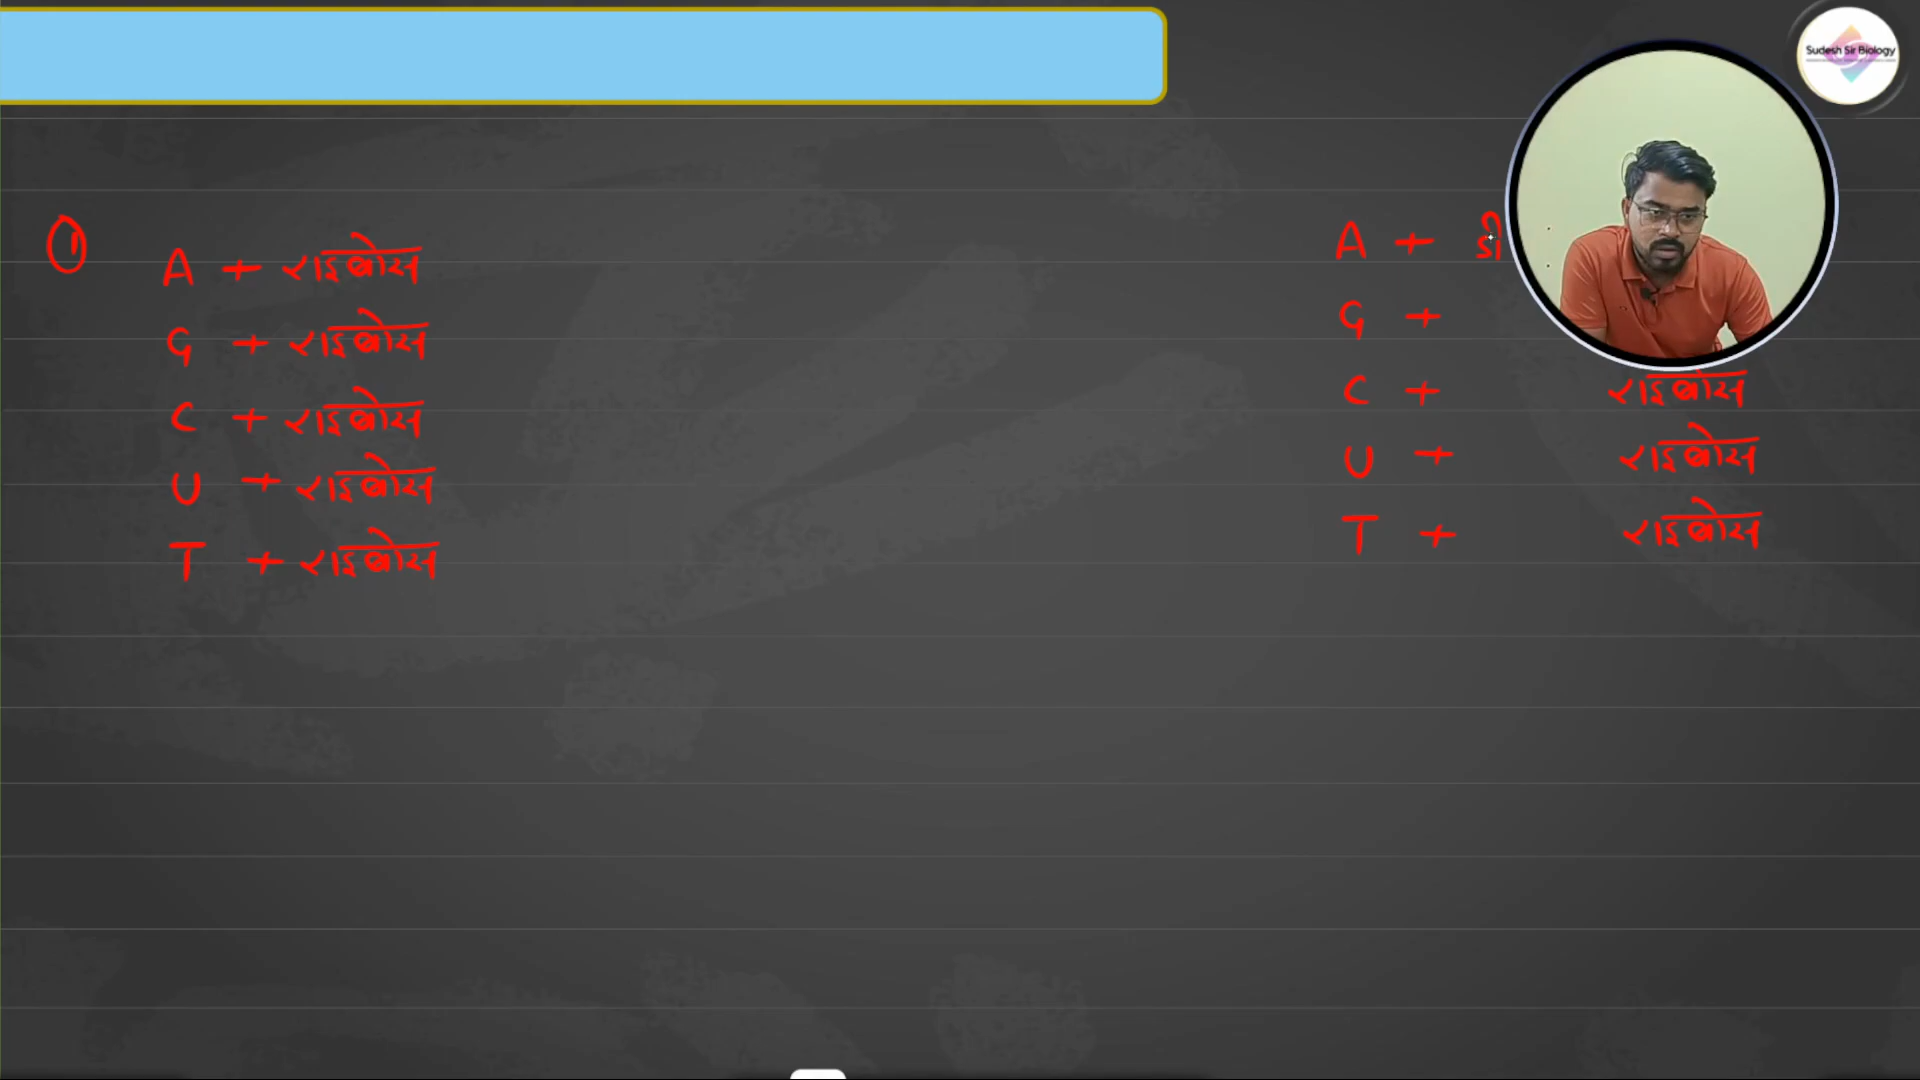 Sudesh Sir Biology
①
A + राइबोस
G + राइबोस
C + राइबोस
U + राइबोस
T + राइबोस
A + डी
G +
C + राइबोस
U + राइबोस
T + राइबोस